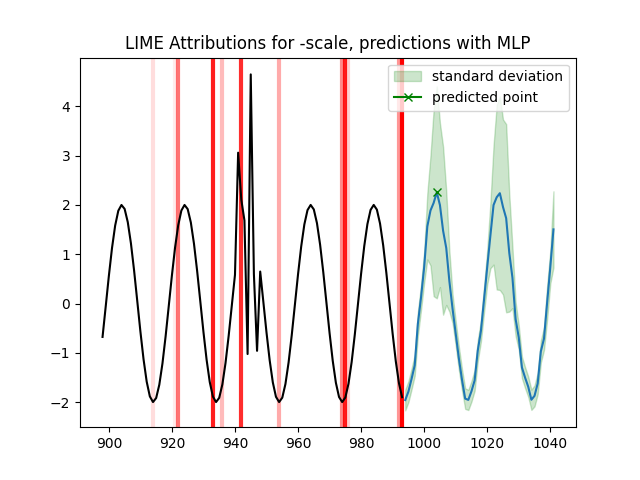 LIME Attributions for -scale, predictions with MLP
standard deviation
predicted point
4
3
2
1
0
−1
−2
900 920 940 960 980 1000 1020 1040